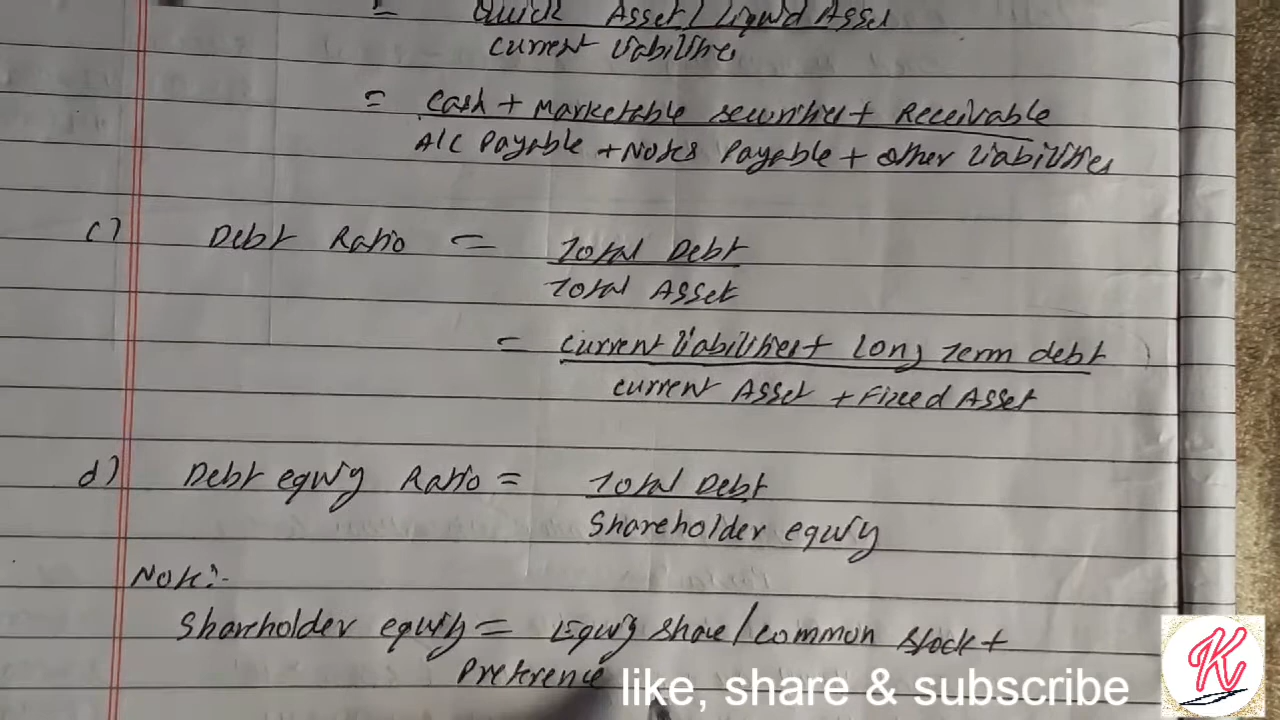 = Quick Asset/Liquid Asset
current liabilities
= cash + Marketable securities + Receivable
A/C Payable + Notes Payable + other liabilities
c) Debt Ratio = Total Debt
Total Asset
= current liabilities + Long Term debt
current Asset + Fixed Asset
d) Debt equity Ratio = Total Debt
Shareholder equity
Note:-
Shareholder equity = Equity share/common stock +
Preference
like, share & subscribe
K